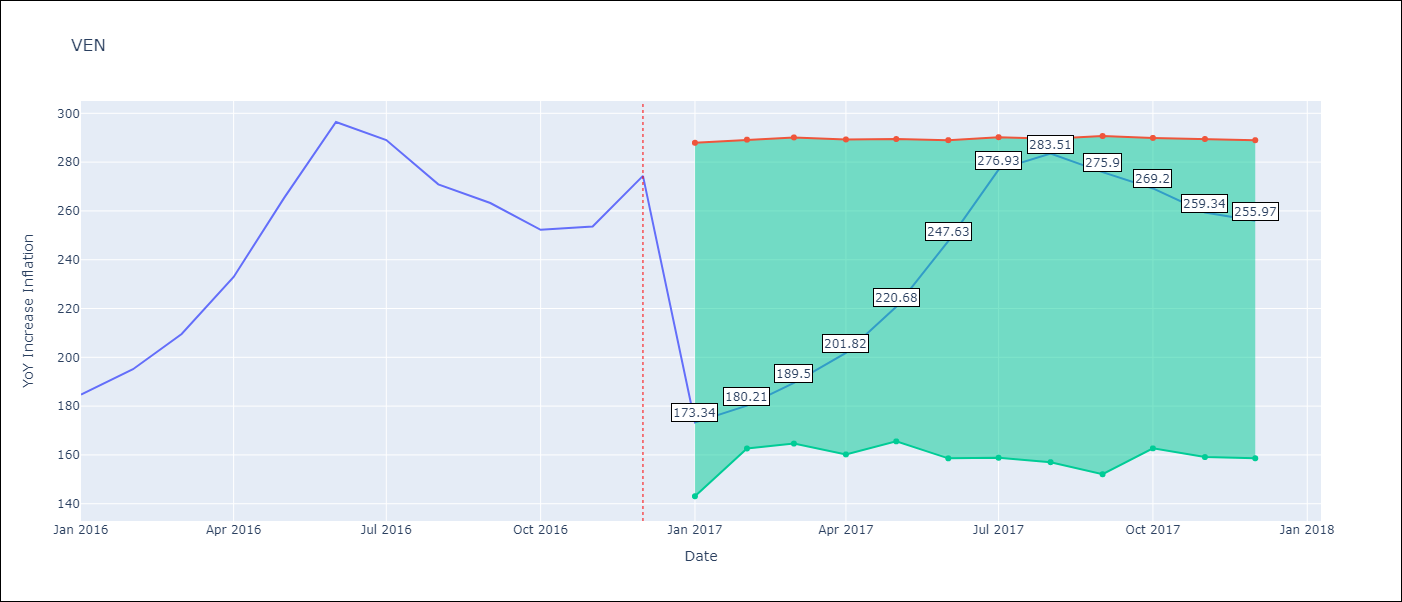 VEN
YoY Increase Inflation
300
280
260
240
220
200
180
160
140
173.34
180.21
189.5
201.82
220.68
247.63
276.93
283.51
275.9
269.2
259.34
255.97
Jan 2016
Apr 2016
Jul 2016
Oct 2016
Jan 2017
Apr 2017
Jul 2017
Oct 2017
Jan 2018
Date